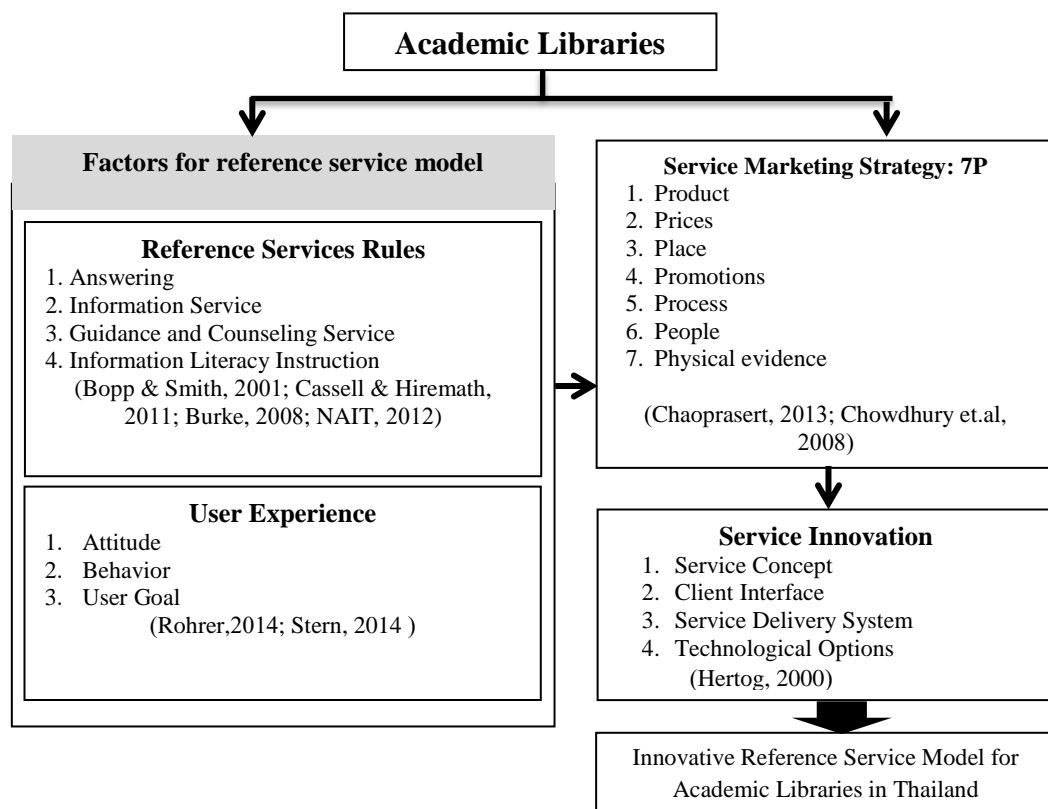 Academic Libraries
Factors for reference service model
Reference Services Rules
1. Answering
2. Information Service
3. Guidance and Counseling Service
4. Information Literacy Instruction
(Bopp & Smith, 2001; Cassell & Hiremath,
2011; Burke, 2008; NAIT, 2012)
User Experience
1. Attitude
2. Behavior
3. User Goal
(Rohrer,2014; Stern, 2014 )
Service Marketing Strategy: 7P
1. Product
2. Prices
3. Place
4. Promotions
5. Process
6. People
7. Physical evidence
(Chaoprasert, 2013; Chowdhury et.al,
2008)
Service Innovation
1. Service Concept
2. Client Interface
3. Service Delivery System
4. Technological Options
(Hertog, 2000)
Innovative Reference Service Model for
Academic Libraries in Thailand